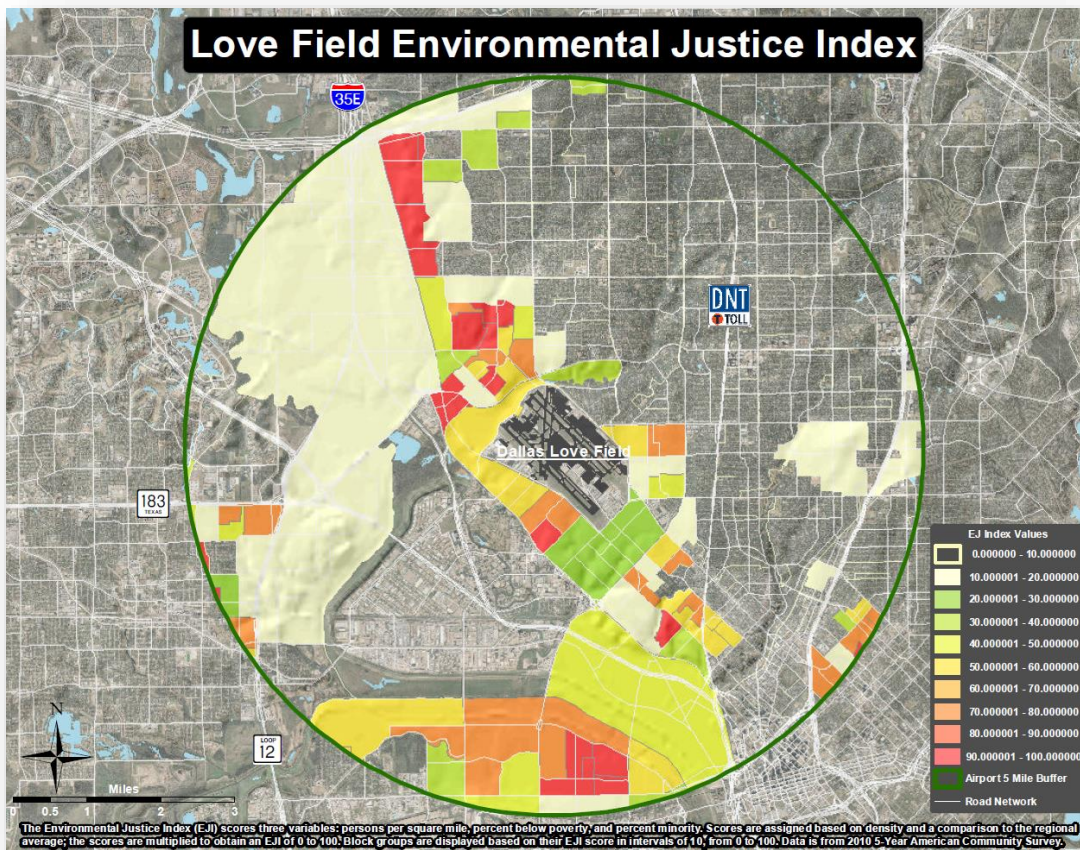 Love Field Environmental Justice Index
35E
DNT
TOLL
Dallas Love Field
183
TEXAS
LOOP
12
N
Miles
0 0.5 1 2 3
EJ Index Values
0.000000 - 10.000000
10.000001 - 20.000000
20.000001 - 30.000000
30.000001 - 40.000000
40.000001 - 50.000000
50.000001 - 60.000000
60.000001 - 70.000000
70.000001 - 80.000000
80.000001 - 90.000000
90.000001 - 100.000000
Airport 5 Mile Buffer
Road Network
The Environmental Justice Index (EJI) scores three variables: persons per square mile, percent below poverty, and percent minority. Scores are assigned based on density and a comparison to the regional
average; the scores are multiplied to obtain an EJI of 0 to 100. Block groups are displayed based on their EJI score in intervals of 10, from 0 to 100. Data is from 2010 5-Year American Community Survey.